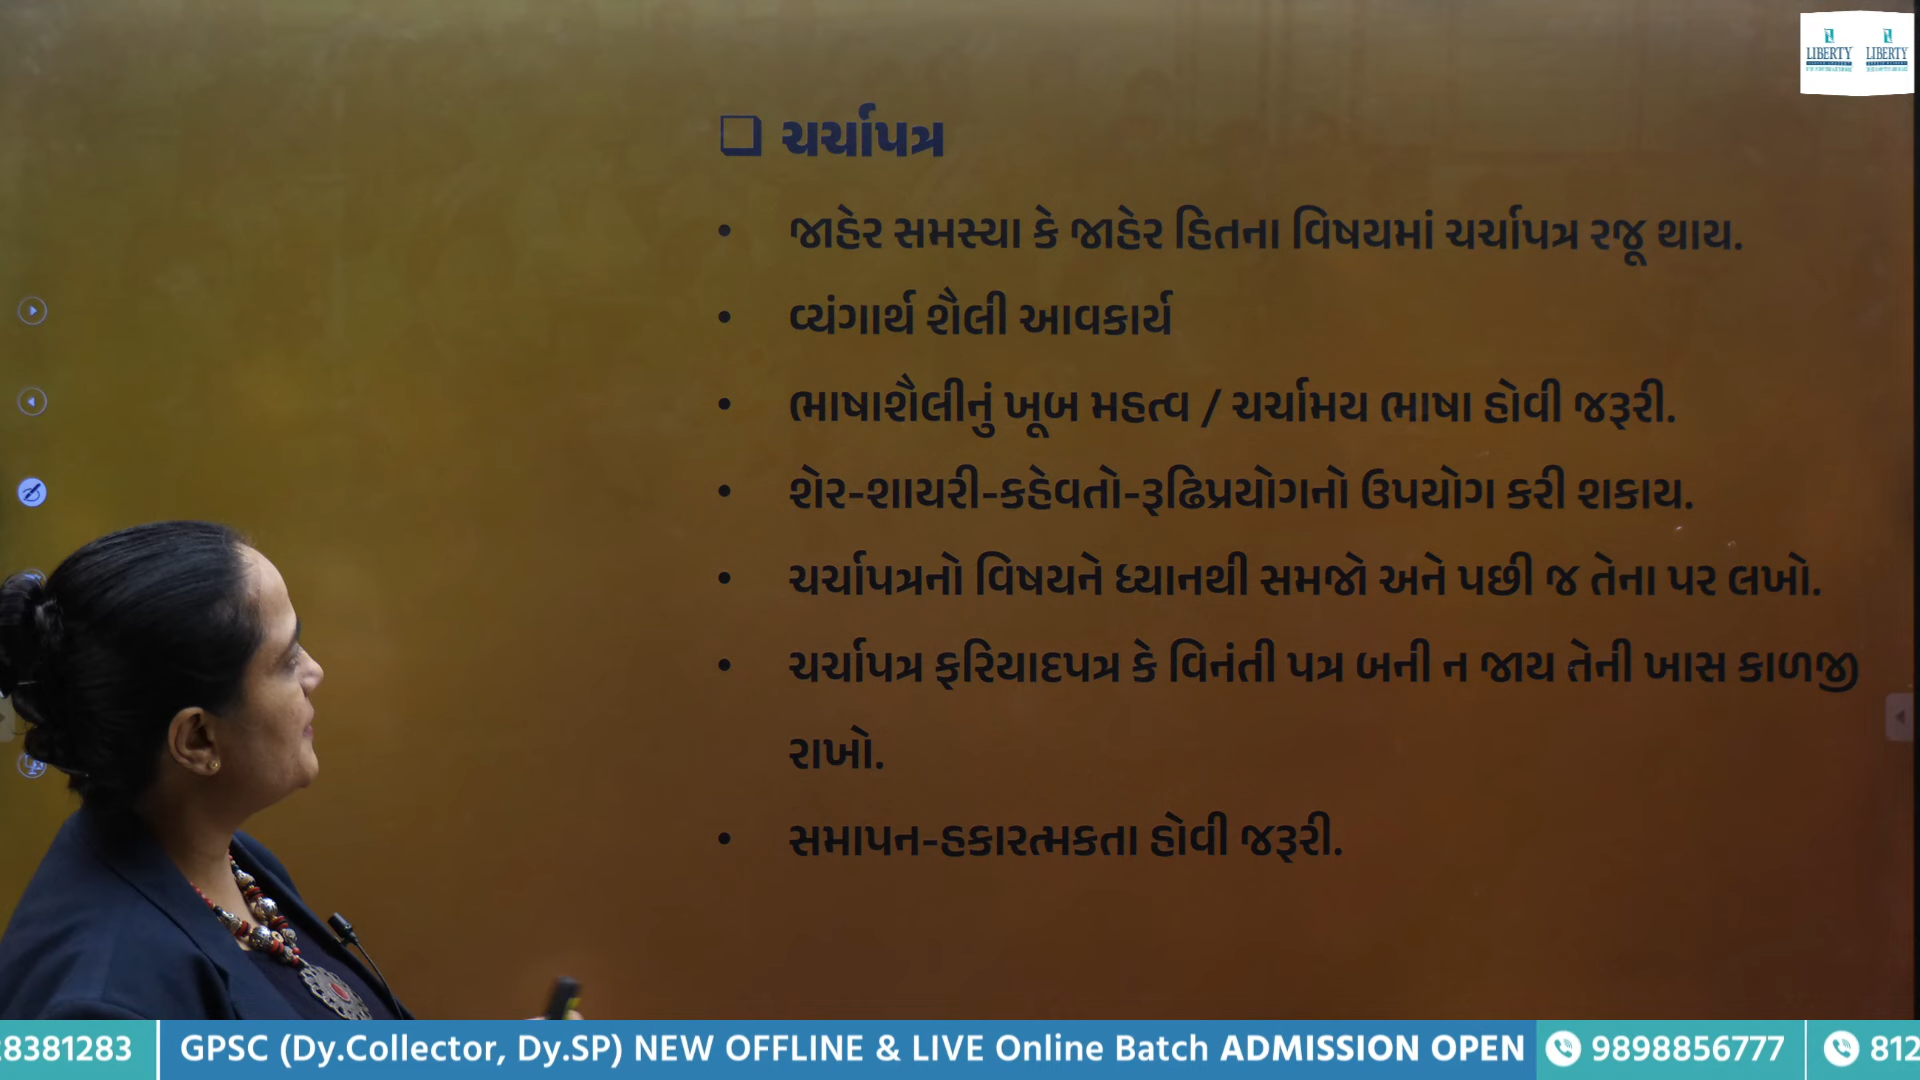 LIBERTY LIBERTY
ચર્ચાપત્ર
• જાહેર સમસ્યા કે જાહેર હિતના વિષયમાં ચર્ચાપત્ર રજૂ થાય.
• વ્યંગાર્થ શૈલી આવકાર્ય
• ભાષાશૈલીનું ખૂબ મહત્વ / ચર્ચામય ભાષા હોવી જરૂરી.
• શેર-શાયરી-કહેવતો-રૂઢિપ્રયોગનો ઉપયોગ કરી શકાય.
• ચર્ચાપત્રનો વિષયને ધ્યાનથી સમજો અને પછી જ તેના પર લખો.
• ચર્ચાપત્ર ફરિયાદપત્ર કે વિનંતી પત્ર બની ન જાય તેની ખાસ કાળજી
રાખો.
• સમાપન-હકારત્મકતા હોવી જરૂરી.
8381283 GPSC (Dy.Collector, Dy.SP) NEW OFFLINE & LIVE Online Batch ADMISSION OPEN 9898856777 812